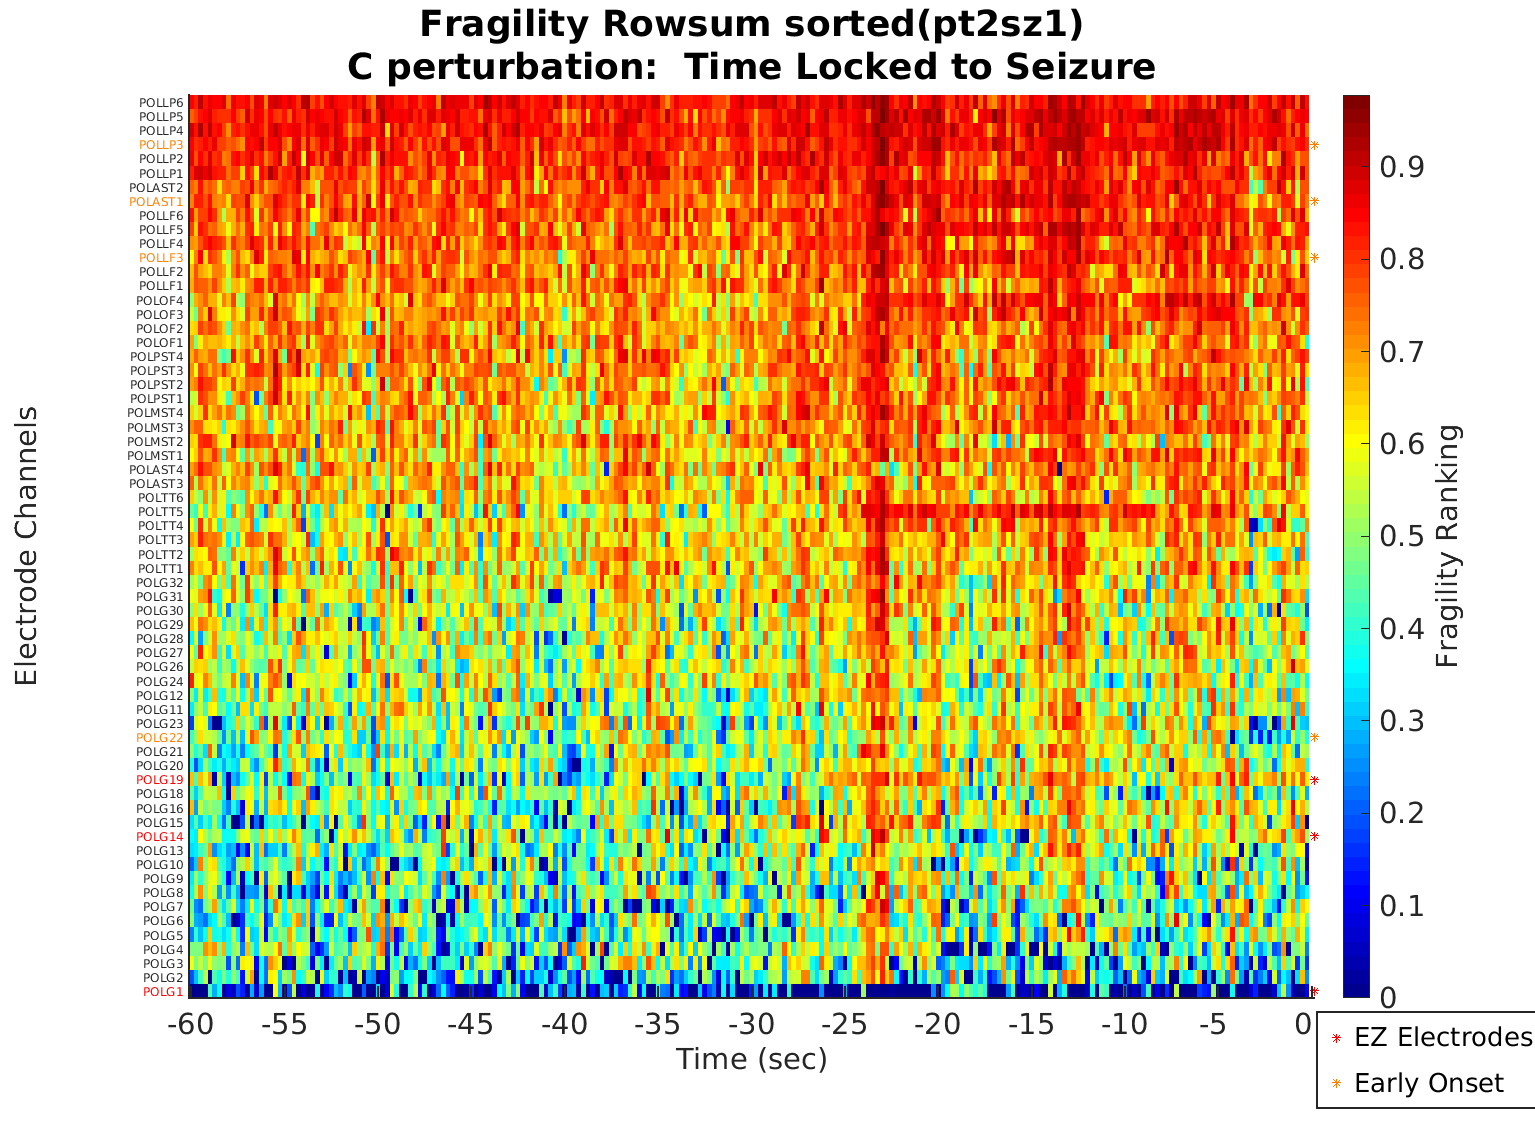 Fragility Rowsum sorted(pt2sz1)
C perturbation:  Time Locked to Seizure
Electrode Channels
POLLP6
POLLP5
POLLP4
POLLP3
POLLP2
POLLP1
POLAST2
POLAST1
POLLF6
POLLF5
POLLF4
POLLF3
POLLF2
POLLF1
POLOF4
POLOF3
POLOF2
POLOF1
POLPST4
POLPST3
POLPST2
POLPST1
POLMST4
POLMST3
POLMST2
POLMST1
POLAST4
POLAST3
POLTT6
POLTT5
POLTT4
POLTT3
POLTT2
POLTT1
POLG32
POLG31
POLG30
POLG29
POLG28
POLG27
POLG26
POLG24
POLG12
POLG11
POLG23
POLG22
POLG21
POLG20
POLG19
POLG18
POLG16
POLG15
POLG14
POLG13
POLG10
POLG9
POLG8
POLG7
POLG6
POLG5
POLG4
POLG3
POLG2
POLG1
-60 -55 -50 -45 -40 -35 -30 -25 -20 -15 -10 -5 0
Time (sec)
0.9
0.8
0.7
0.6
0.5
0.4
0.3
0.2
0.1
0
Fragility Ranking
EZ Electrodes
Early Onset